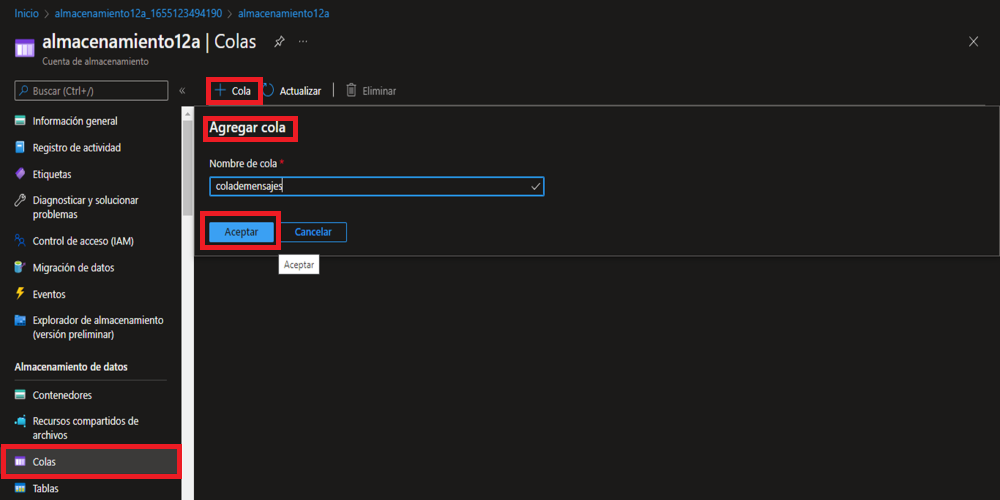 Inicio > almacenamiento12a_1655123494190 > almacenamiento12a
almacenamiento12a | Colas
Cuenta de almacenamiento
Buscar (Ctrl+/)
+ Cola
Actualizar
Eliminar
Información general
Registro de actividad
Etiquetas
Diagnosticar y solucionar
problemas
Control de acceso (IAM)
Migración de datos
Eventos
Explorador de almacenamiento
(versión preliminar)
Almacenamiento de datos
Contenedores
Recursos compartidos de
archivos
Colas
Tablas
Agregar cola
Nombre de cola *
colademensajes
Aceptar
Cancelar
Aceptar